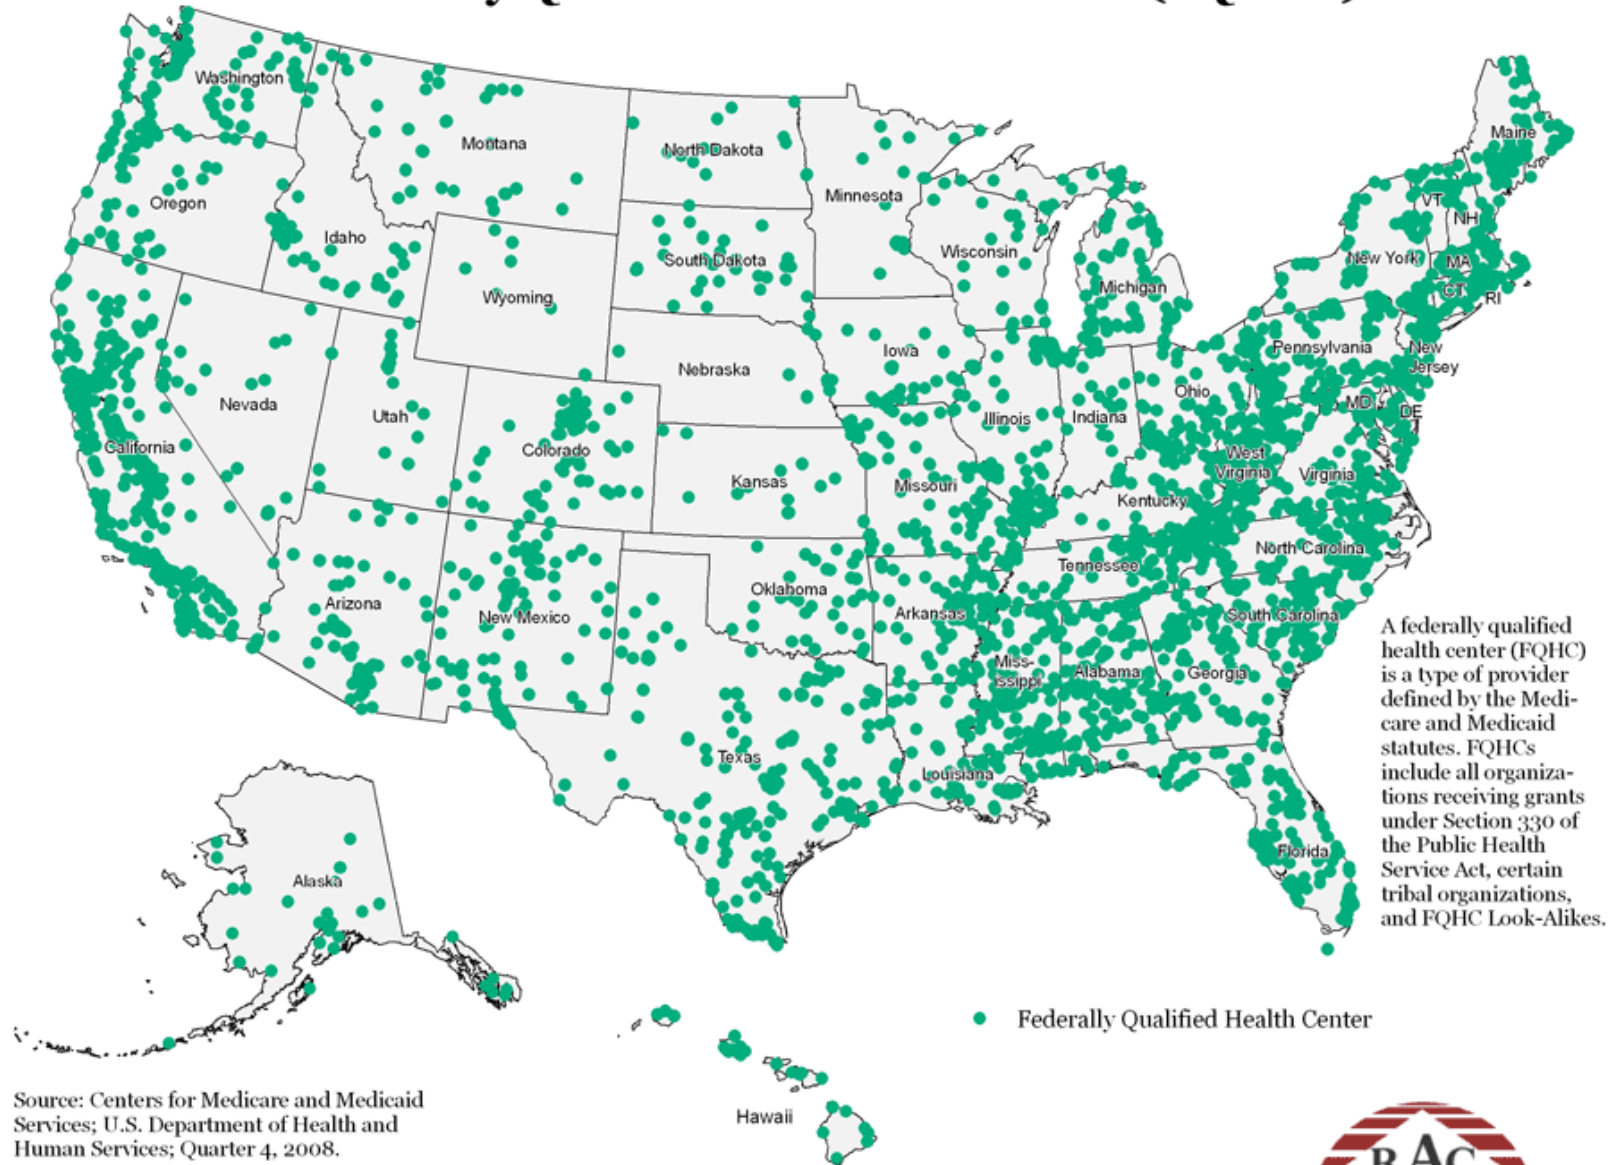 Washington
Montana
North Dakota
Minnesota
Maine
Oregon
Idaho
VT
NH
Wisconsin
South Dakota
New York
MA
Wyoming
Michigan
CT
RI
Iowa
Pennsylvania
New
Jersey
Nebraska
Nevada
Utah
Ohio
MD
DE
Illinois
Indiana
California
Colorado
West
Virginia
Virginia
Kansas
Missouri
Kentucky
North Carolina
Tennessee
Oklahoma
Arizona
New Mexico
Arkansas
South Carolina
Miss-
issippi
Alabama
Georgia
Texas
Louisiana
Florida
Alaska
A federally qualified
health center (FQHC)
is a type of provider
defined by the Medi-
care and Medicaid
statutes. FQHCs
include all organiza-
tions receiving grants
under Section 330 of
the Public Health
Service Act, certain
tribal organizations,
and FQHC Look-Alikes.
Federally Qualified Health Center
Hawaii
Source: Centers for Medicare and Medicaid
Services; U.S. Department of Health and
Human Services; Quarter 4, 2008.
RAC